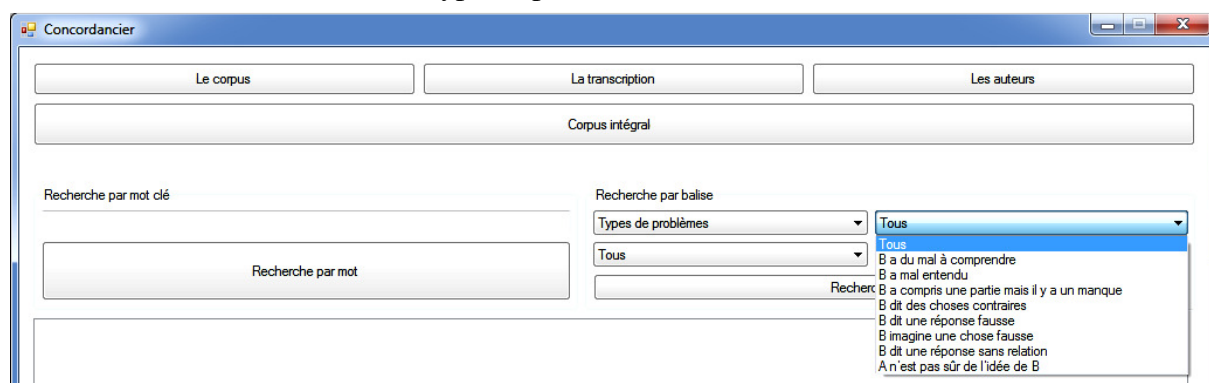 Concordancier
Le corpus
La transcription
Les auteurs
Corpus intégral
Recherche par mot clé
Recherche par mot
Recherche par balise
Types de problèmes
Tous
Tous
Tous
B a du mal à comprendre
B a mal entendu
B a compris une partie mais il y a un manque
B dit des choses contraires
B dit une réponse fausse
B imagine une chose fausse
B dit une réponse sans relation
A n'est pas sûr de l'idée de B